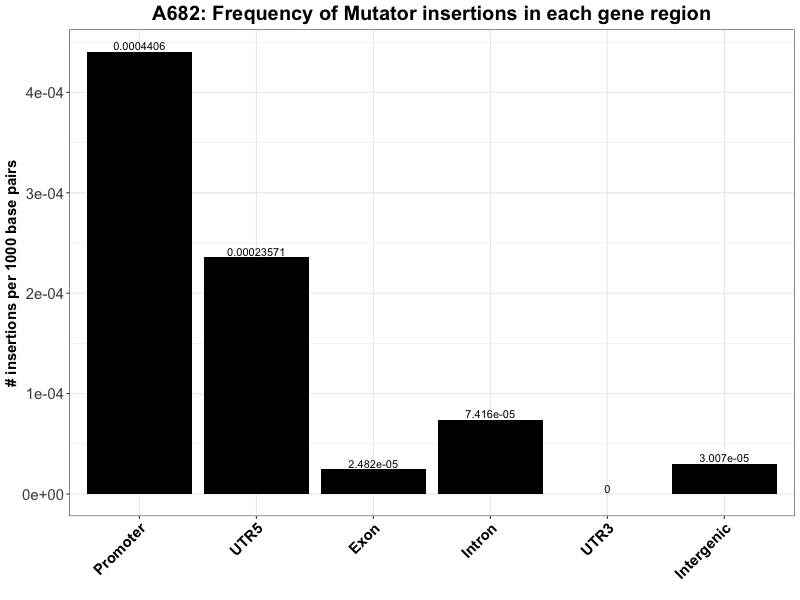 A682: Frequency of Mutator insertions in each gene region
# insertions per 1000 base pairs
4e-04
3e-04
2e-04
1e-04
0e+00
0.0004406
0.00023571
2.482e-05
7.416e-05
0
3.007e-05
Promoter
UTR5
Exon
Intron
UTR3
Intergenic